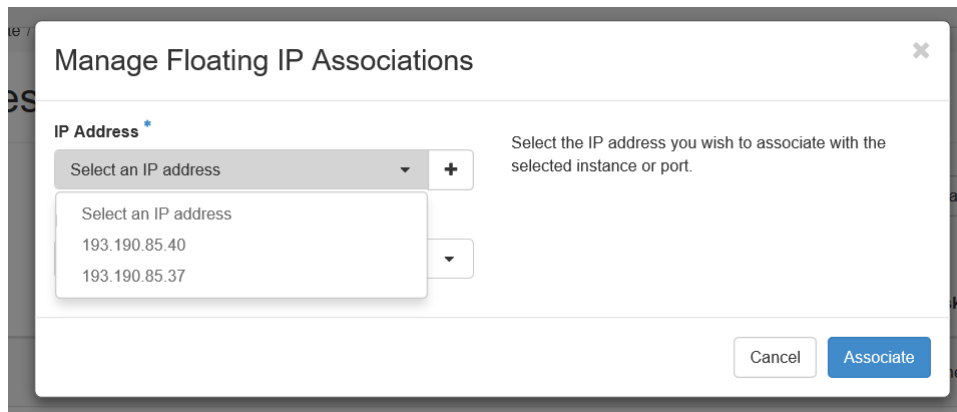 Manage Floating IP Associations
×
IP Address *
Select an IP address
+
Select an IP address
193.190.85.40
193.190.85.37
Select the IP address you wish to associate with the
selected instance or port.
Cancel
Associate